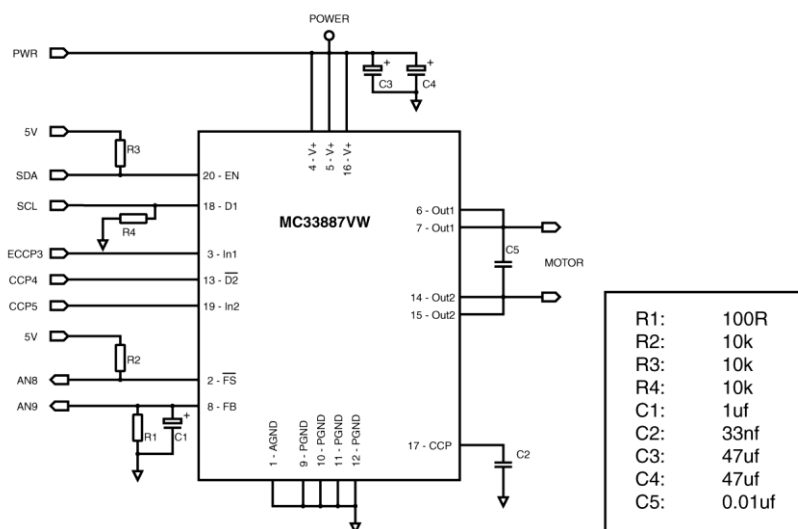 POWER
PWR
C3
C4
5V
R3
4 - V+
5 - V+
16 - V+
SDA
20 - EN
SCL
18 - D1
R4
MC33887VW
6 - Out1
7 - Out1
ECCP3
3 - In1
C5
MOTOR
CCP4
13 - D2
CCP5
19 - In2
14 - Out2
15 - Out2
5V
R2
AN8
2 - FS
AN9
8 - FB
R1
C1
1 - AGND
9 - PGND
10 - PGND
11 - PGND
12 - PGND
17 - CCP
C2
R1: 100R
R2: 10k
R3: 10k
R4: 10k
C1: 1uf
C2: 33nf
C3: 47uf
C4: 47uf
C5: 0.01uf